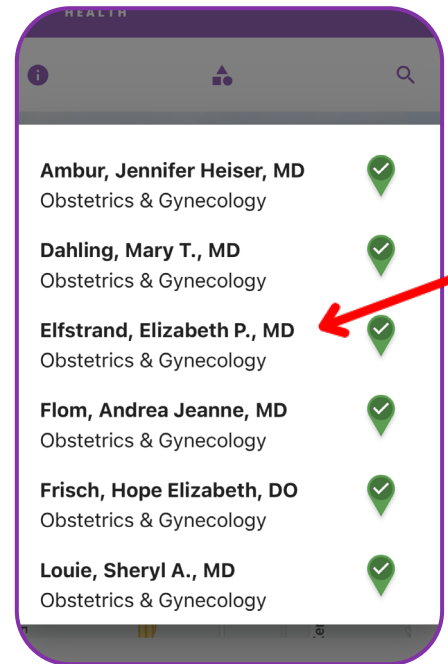 HEALTH
Ambur, Jennifer Heiser, MD
Obstetrics & Gynecology
Dahling, Mary T., MD
Obstetrics & Gynecology
Elfstrand, Elizabeth P., MD
Obstetrics & Gynecology
Flom, Andrea Jeanne, MD
Obstetrics & Gynecology
Frisch, Hope Elizabeth, DO
Obstetrics & Gynecology
Louie, Sheryl A., MD
Obstetrics & Gynecology